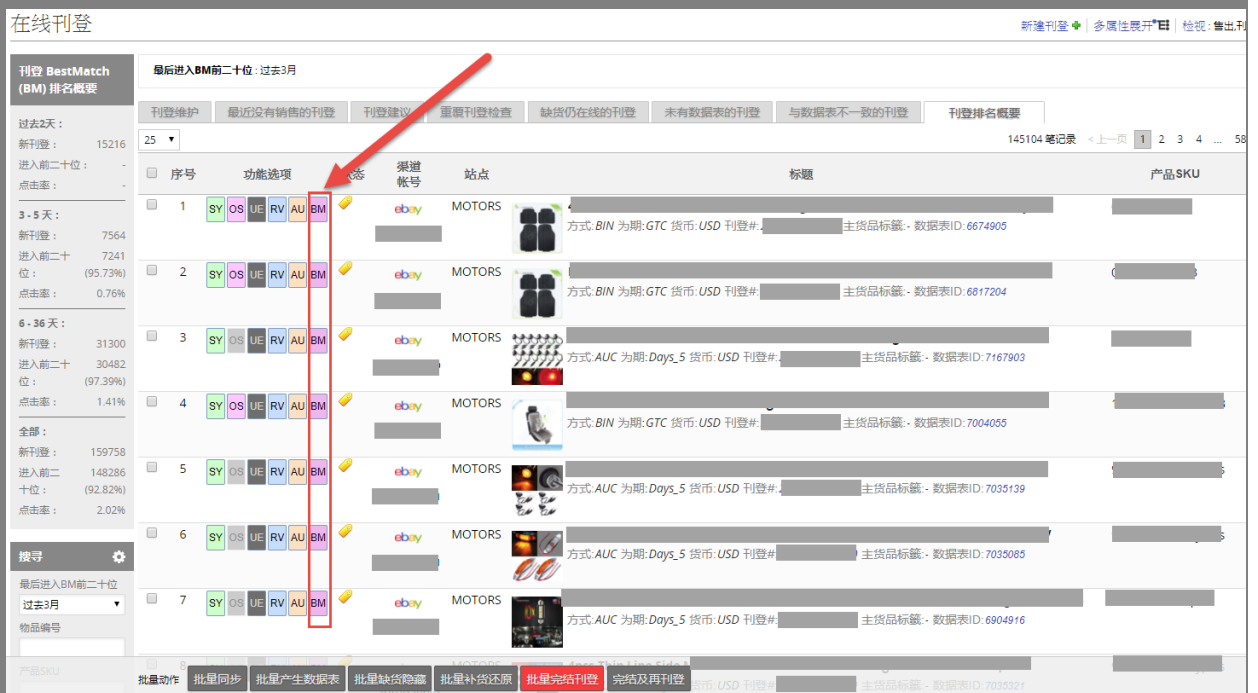 在线刊登
新建刊登 多属性展开 检视 : 售出,刊
刊登 BestMatch
(BM) 排名概要
过去2天：
新刊登： 15216
进入前二十位： -
点击率： -
3 - 5 天：
新刊登： 7564
进入前二十 7241
位： (95.73%)
点击率： 0.76%
6 - 36 天：
新刊登： 31300
进入前二十 30482
位： (97.39%)
点击率： 1.41%
全部：
新刊登： 159758
进入前二 148286
十位： (92.82%)
点击率： 2.02%
搜寻
最后进入BM前二十位
过去3月
物品编号
产品SKU
最后进入BM前二十位 : 过去3月
刊登维护 最近没有销售的刊登 刊登建议 重覆刊登检查 缺货仍在线的刊登 未有数据表的刊登 与数据表不一致的刊登 刊登排名概要
25 145104 笔记录 < 上一页 1 2 3 4 ... 58
序号 功能选项 态 渠道 站点 标题 产品SKU
帐号
1 SY OS UE RV AU BM ebay MOTORS
方式:BIN 为期:GTC 货币:USD 刊登#: 主货品标籤:- 数据表ID:6674905
2 SY OS UE RV AU BM ebay MOTORS
方式:BIN 为期:GTC 货币:USD 刊登#: 主货品标籤:- 数据表ID:6817204
3 SY OS UE RV AU BM ebay MOTORS
方式:AUC 为期:Days_5 货币:USD 刊登#: 主货品标籤:- 数据表ID:7167903
4 SY OS UE RV AU BM ebay MOTORS
方式:BIN 为期:GTC 货币:USD 刊登#: 主货品标籤:- 数据表ID:7004055
5 SY OS UE RV AU BM ebay MOTORS
方式:AUC 为期:Days_5 货币:USD 刊登#: 主货品标籤:- 数据表ID:7035139
6 SY OS UE RV AU BM ebay MOTORS
方式:AUC 为期:Days_5 货币:USD 刊登#: 主货品标籤:- 数据表ID:7035085
7 SY OS UE RV AU BM ebay MOTORS
方式:AUC 为期:Days_5 货币:USD 刊登#: 主货品标籤:- 数据表ID:6904916
8
货币:USD 刊登#: 主货品标籤:- 数据表ID:7035321
批量动作 批量同步 批量产生数据表 批量缺货隐藏 批量补货还原 批量完结刊登 完结及再刊登